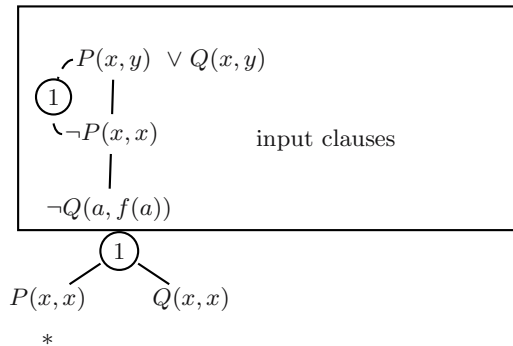 P(x, y) ∨ Q(x, y)
1
¬P(x, x)
input clauses
¬Q(a, f(a))
1
P(x, x) Q(x, x)
*